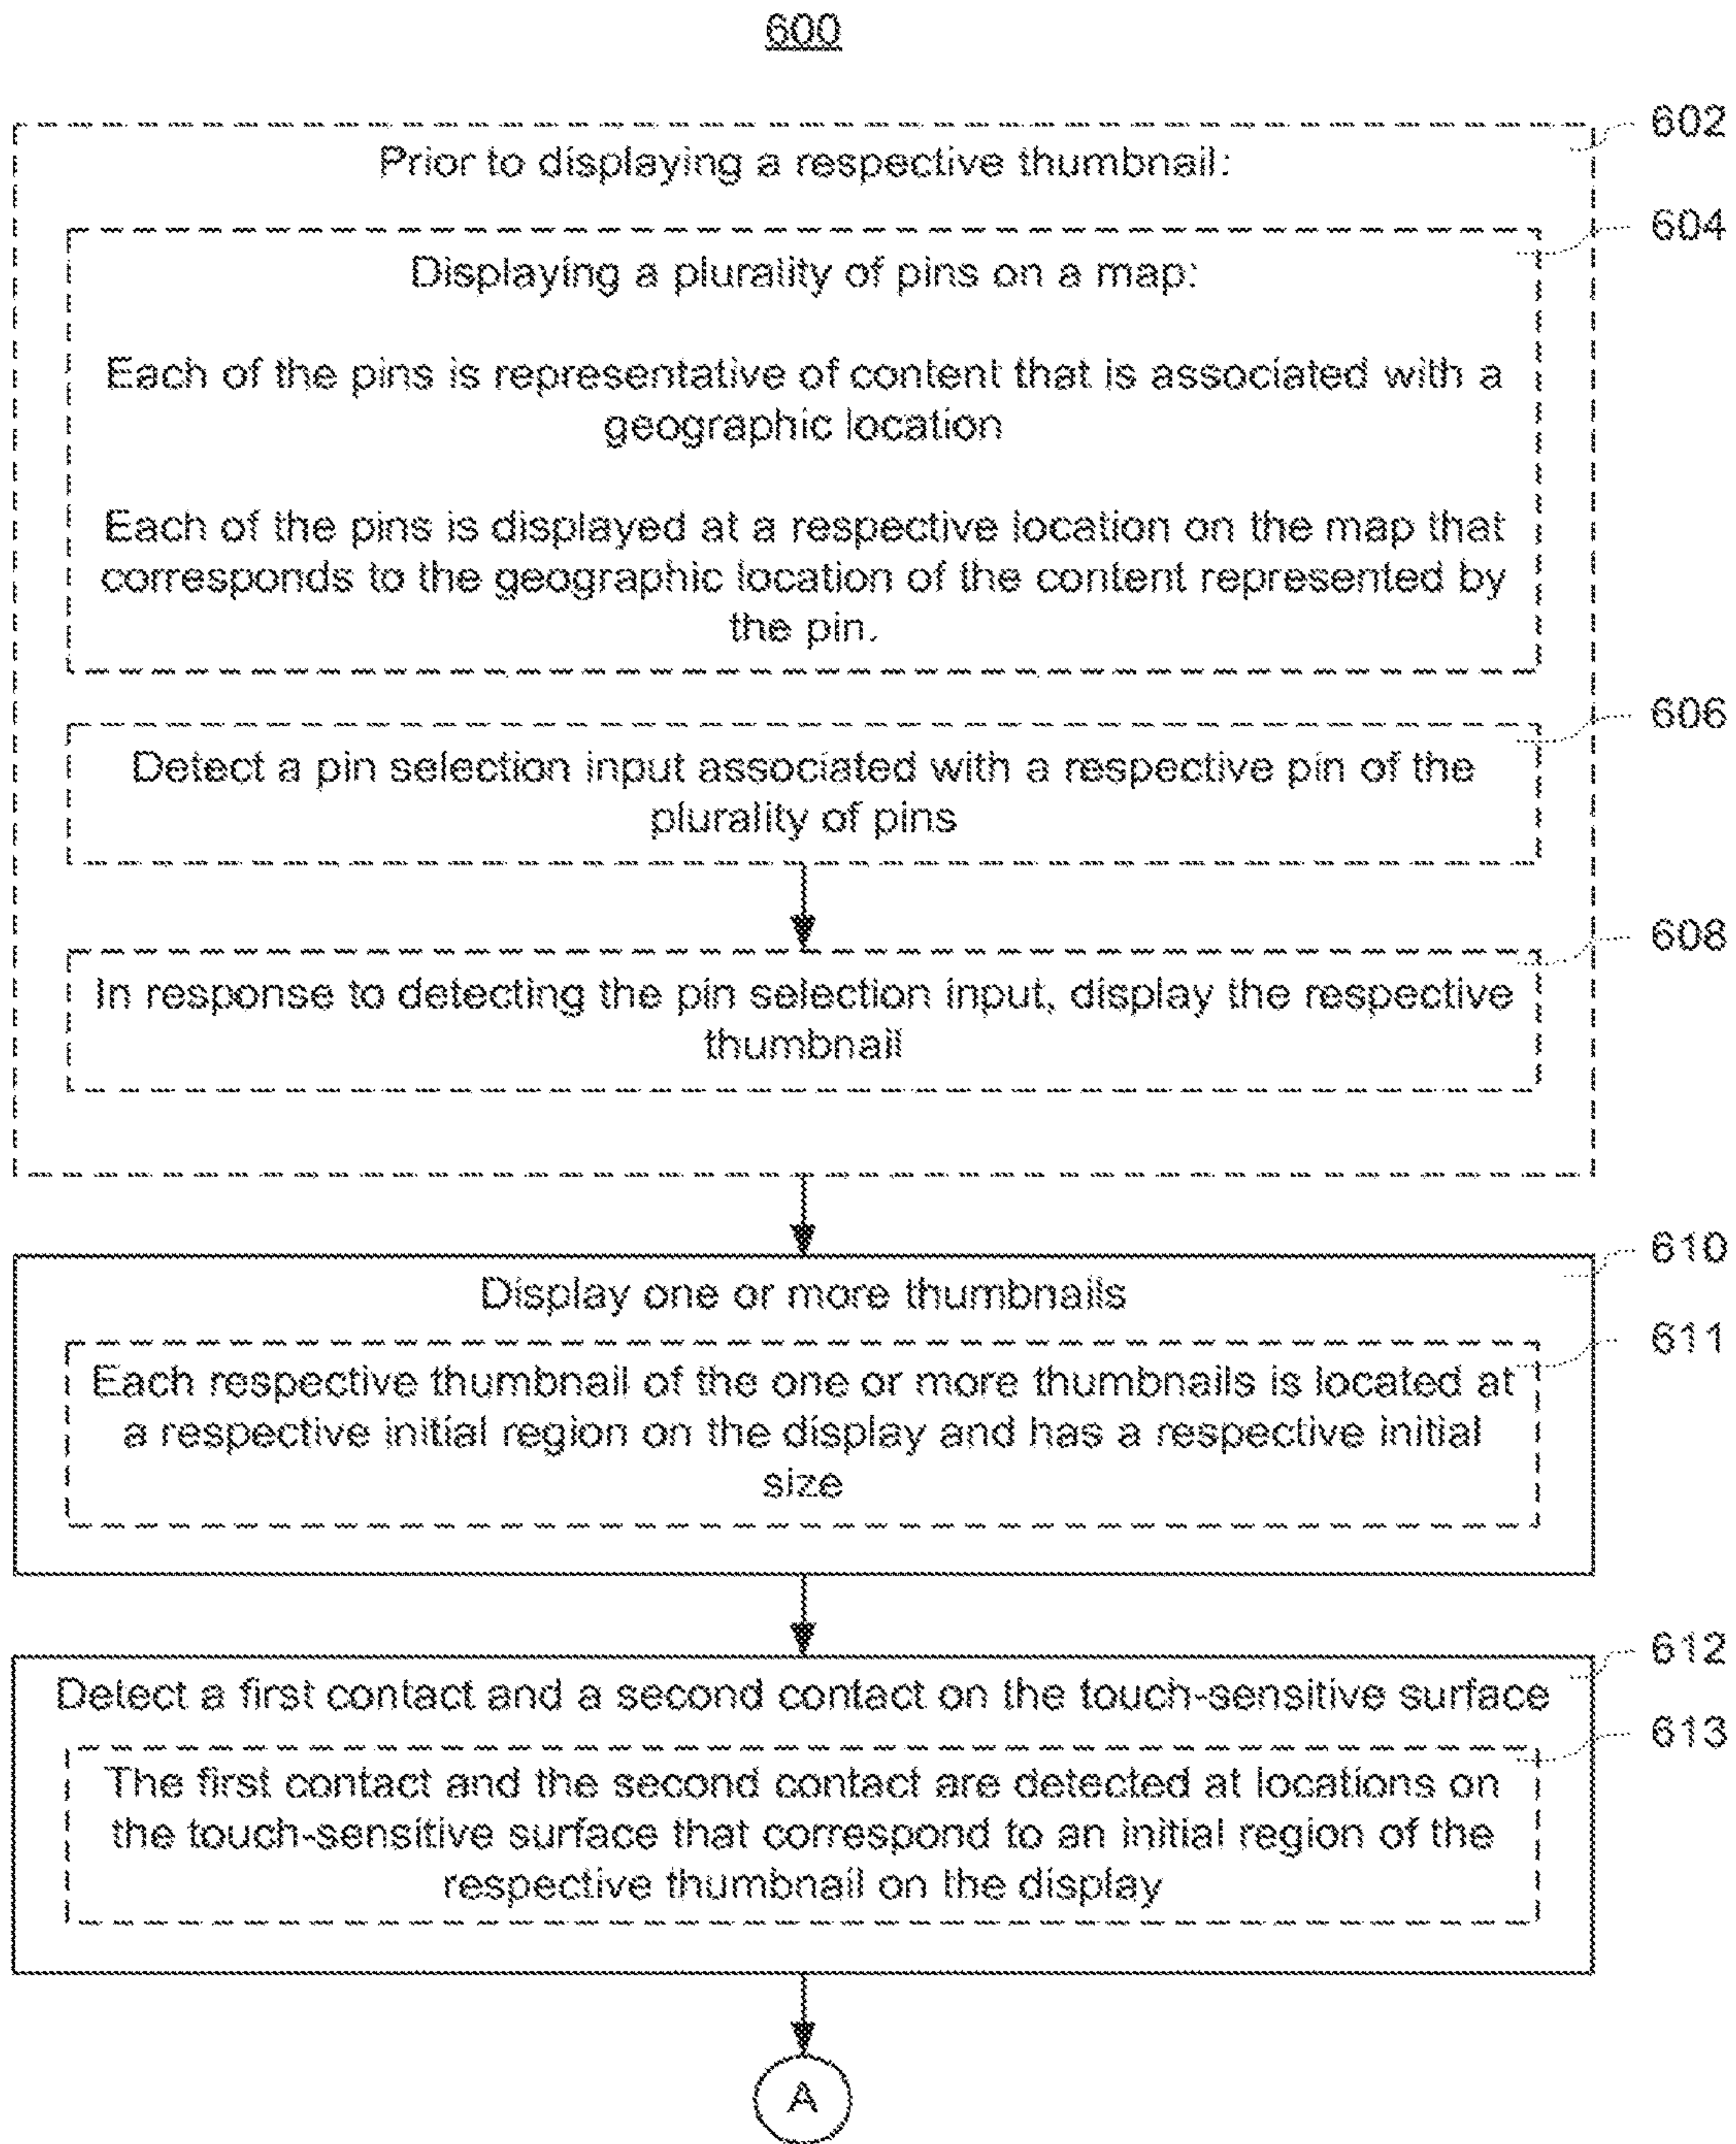 600
602
Prior to displaying a respective thumbnail:
604
Displaying a plurality of pins on a map:
Each of the pins is representative of content that is associated with a
geographic location
Each of the pins is displayed at a respective location on the map that
corresponds to the geographic location of the content represented by
the pin.
606
Detect a pin selection input associated with a respective pin of the
plurality of pins
608
In response to detecting the pin selection input, display the respective
thumbnail
610
Display one or more thumbnails
611
Each respective thumbnail of the one or more thumbnails is located at
a respective initial region on the display and has a respective initial
size
612
Detect a first contact and a second contact on the touch-sensitive surface
613
The first contact and the second contact are detected at locations on
the touch-sensitive surface that correspond to an initial region of the
respective thumbnail on the display
A